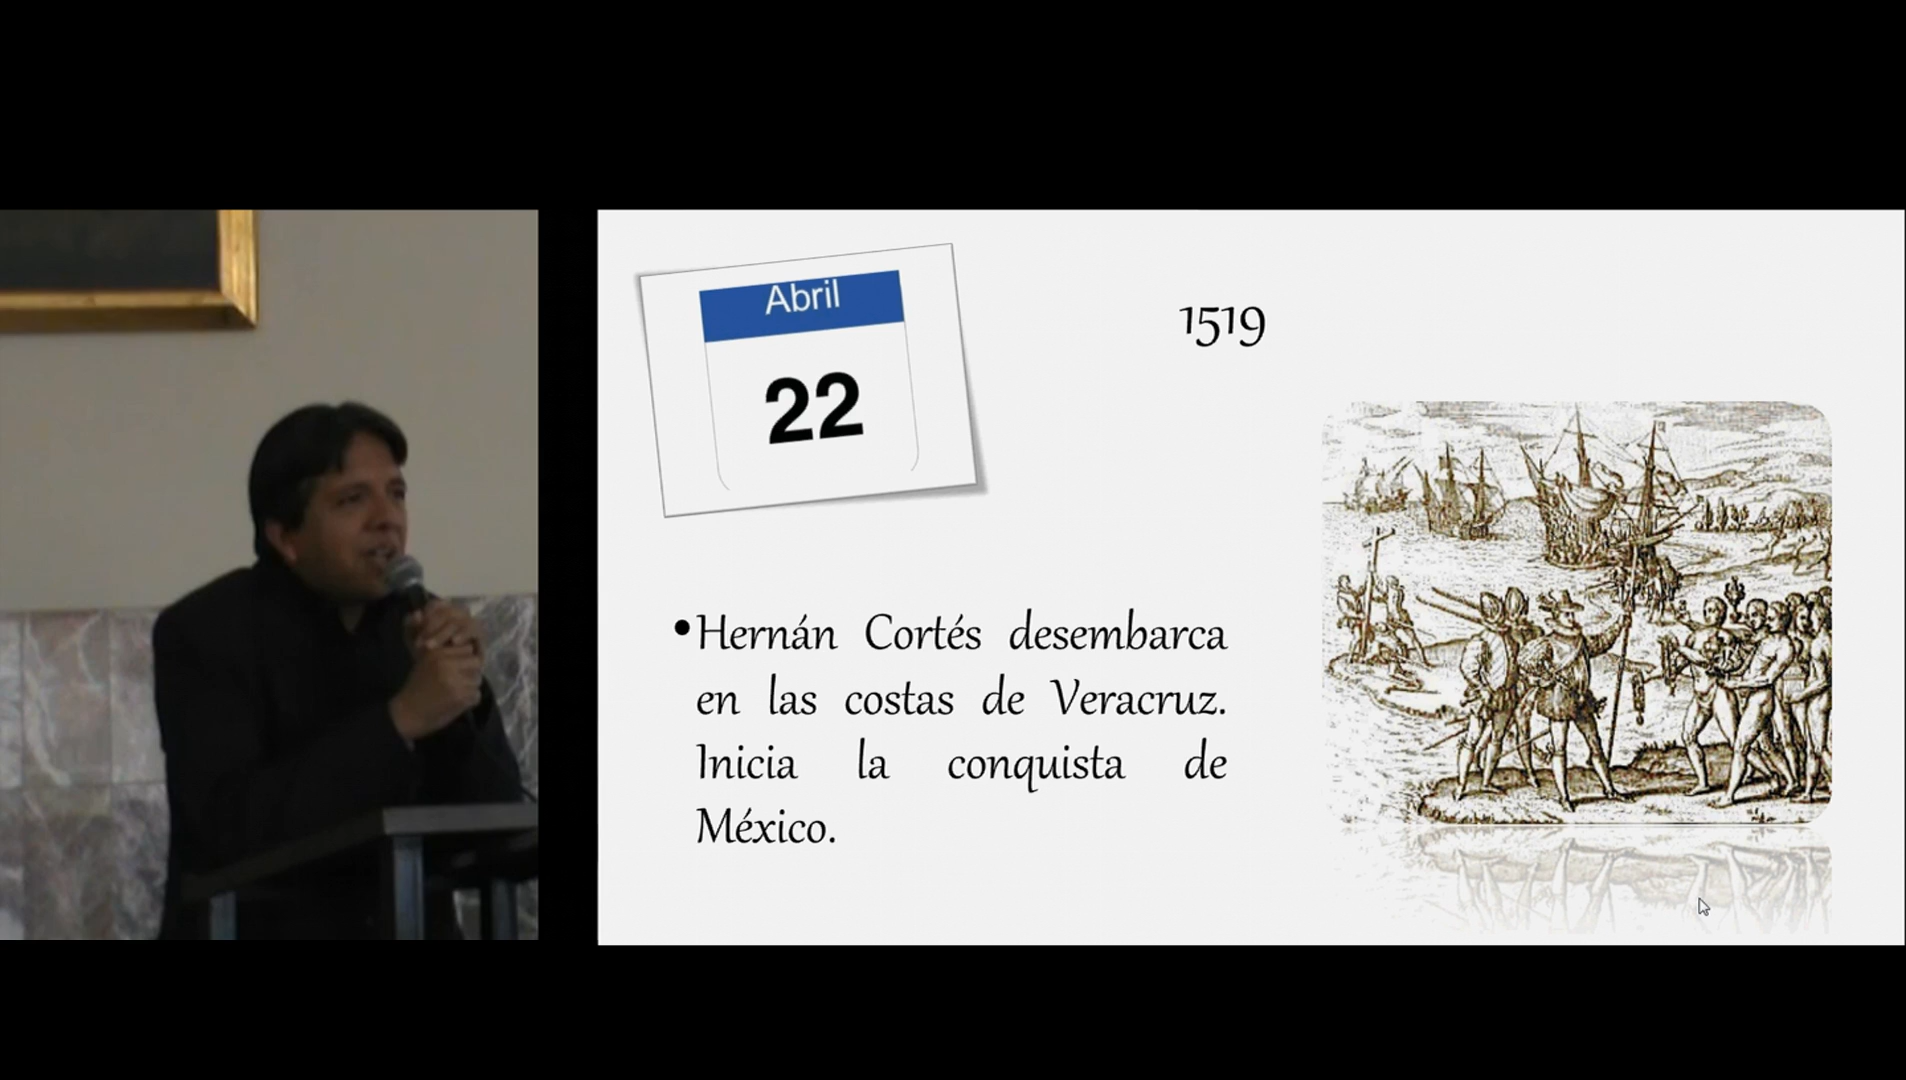 Abril
22
1519
•Hernán Cortés desembarca
en las costas de Veracruz.
Inicia la conquista de
México.